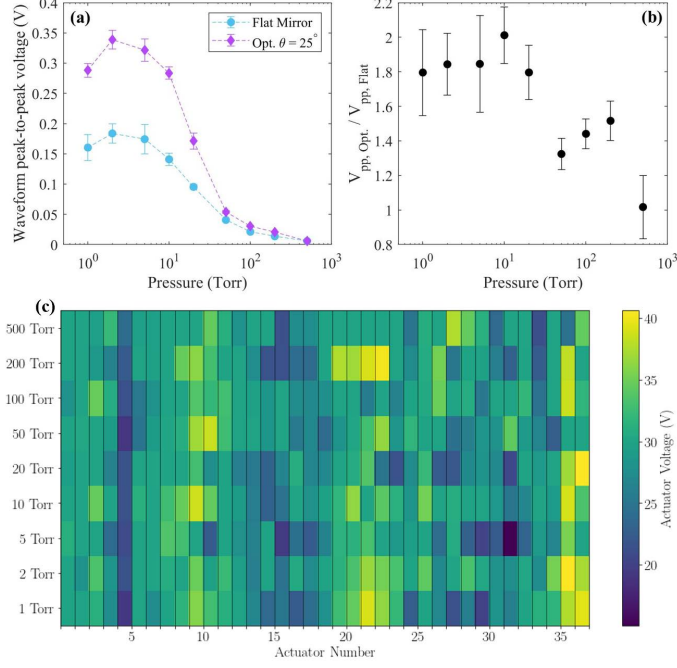 (a)
Flat Mirror
Opt. θ = 25°
0.4
0.35
0.3
0.25
0.2
0.15
0.1
0.05
0
Waveform peak-to-peak voltage (V)
10⁰
10¹
10²
10³
Pressure (Torr)
(b)
2.2
2
1.8
1.6
1.4
1.2
1
0.8
V_pp, Opt. / V_pp, Flat
10⁰
10¹
10²
10³
Pressure (Torr)
(c)
500 Torr
200 Torr
100 Torr
50 Torr
20 Torr
10 Torr
5 Torr
2 Torr
1 Torr
5
10
15
20
25
30
35
Actuator Number
40
35
30
25
20
Actuator Voltage (V)